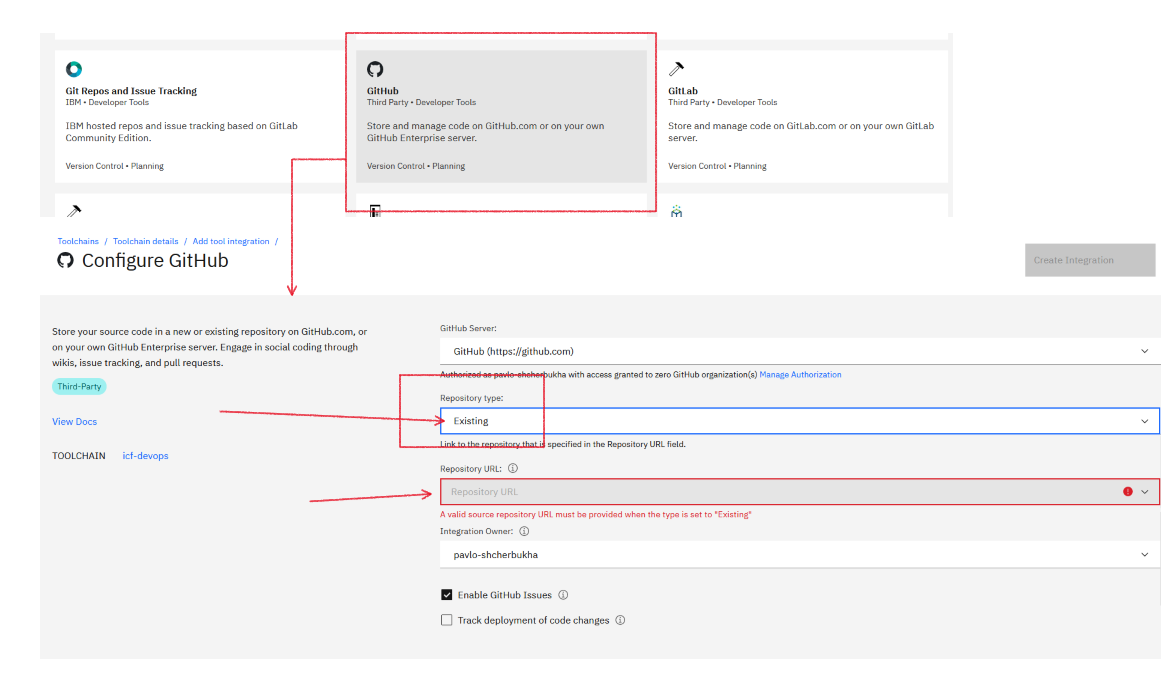 Git Repos and Issue Tracking
IBM • Developer Tools
IBM hosted repos and issue tracking based on GitLab
Community Edition.
Version Control • Planning
GitHub
Third Party • Developer Tools
Store and manage code on GitHub.com or on your own
GitHub Enterprise server.
Version Control • Planning
GitLab
Third Party • Developer Tools
Store and manage code on GitLab.com or on your own GitLab
server.
Version Control • Planning
Toolchains / Toolchain details / Add tool integration /
Configure GitHub
Create Integration
Store your source code in a new or existing repository on GitHub.com, or
on your own GitHub Enterprise server. Engage in social coding through
wikis, issue tracking, and pull requests.
Third-Party
View Docs
TOOLCHAIN icf-devops
GitHub Server:
GitHub (https://github.com)
Authorized as pavlo-shcherbukha with access granted to zero GitHub organization(s) Manage Authorization
Repository type:
Existing
Link to the repository that is specified in the Repository URL field.
Repository URL:
Repository URL
A valid source repository URL must be provided when the type is set to "Existing"
Integration Owner:
pavlo-shcherbukha
Enable GitHub Issues
Track deployment of code changes